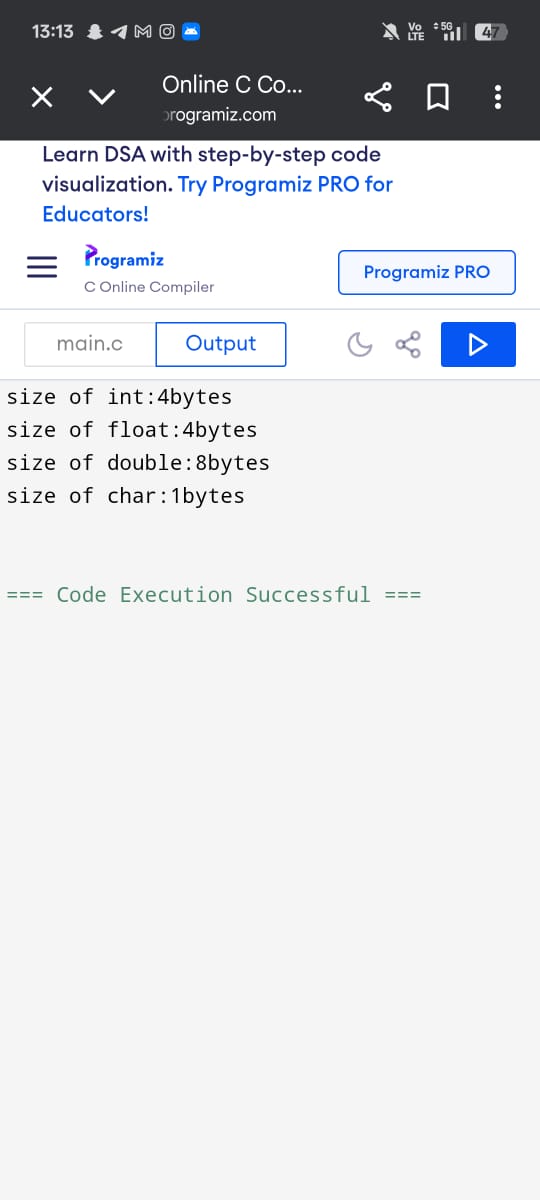 13:13
Vo LTE 5G 47
Online C Co...
programiz.com
Learn DSA with step-by-step code
visualization. Try Programiz PRO for
Educators!
Programiz
C Online Compiler
Programiz PRO
main.c
Output
size of int:4bytes
size of float:4bytes
size of double:8bytes
size of char:1bytes
=== Code Execution Successful ===